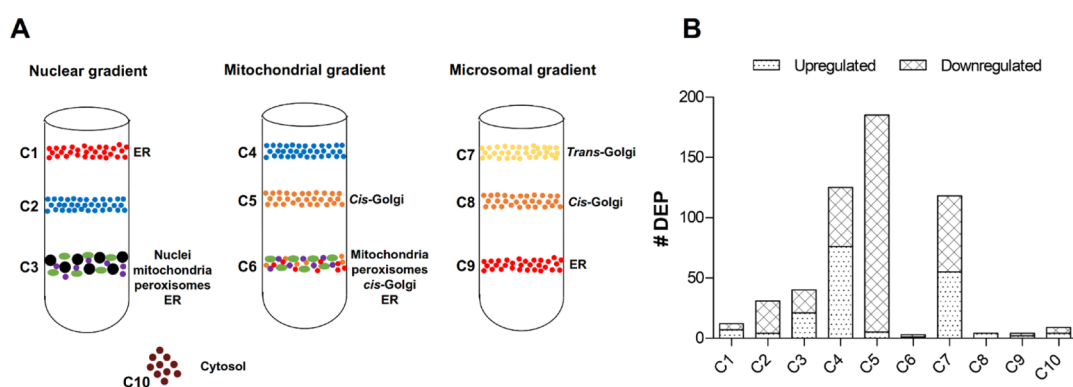 A
Nuclear gradient
Mitochondrial gradient
Microsomal gradient
C1
ER
C2
C3
Nuclei
mitochondria
peroxisomes
ER
C4
C5
Cis-Golgi
C6
Mitochondria
peroxisomes
cis-Golgi
ER
C7
Trans-Golgi
C8
Cis-Golgi
C9
ER
C10
Cytosol
B
Upregulated
Downregulated
# DEP
200
150
100
50
0
C1 C2 C3 C4 C5 C6 C7 C8 C9 C10